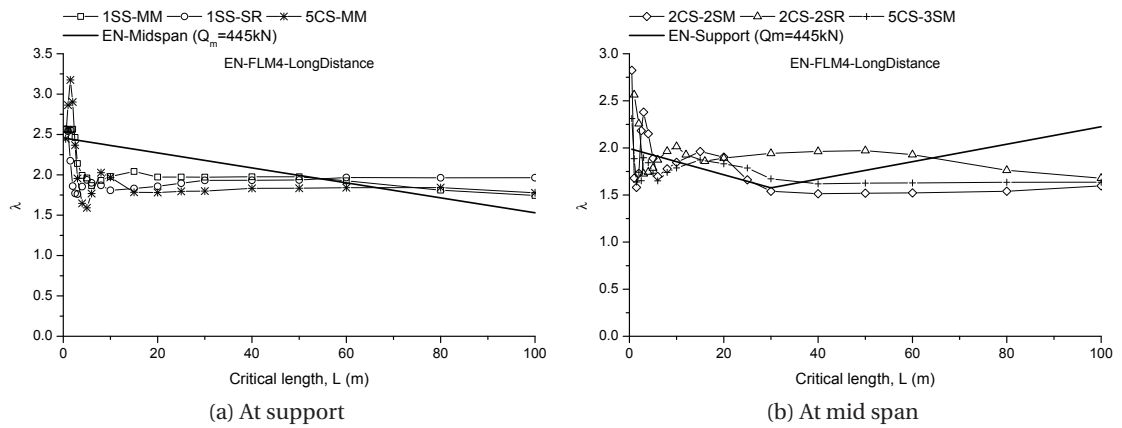 1SS-MM 1SS-SR 5CS-MM
EN-Midspan (Qm=445kN)
EN-FLM4-LongDistance
3.5
3.0
2.5
2.0
1.5
1.0
0.5
0.0
λ
0 20 40 60 80 100
Critical length, L (m)
(a) At support
2CS-2SM 2CS-2SR 5CS-3SM
EN-Support (Qm=445kN)
EN-FLM4-LongDistance
3.0
2.5
2.0
1.5
1.0
0.5
0.0
λ
0 20 40 60 80 100
Critical length, L (m)
(b) At mid span